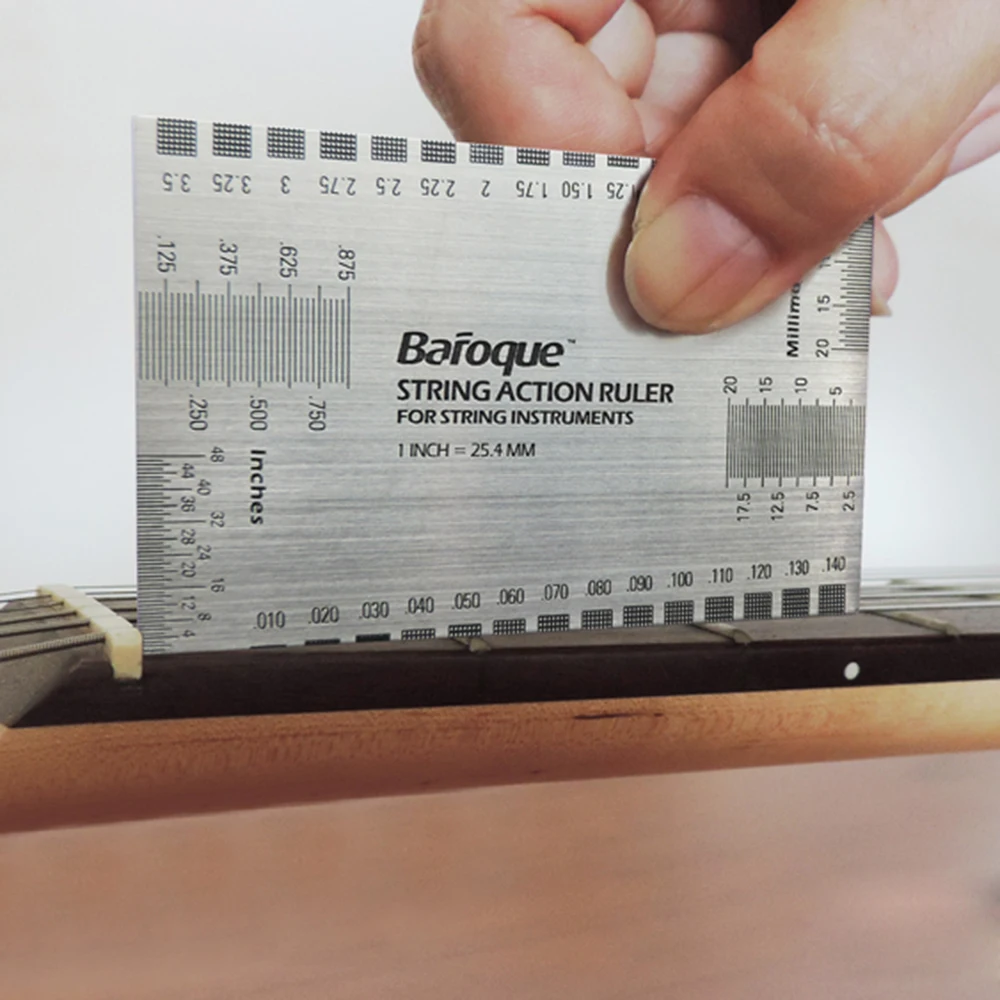 3.5 3.25 3 2.75 2.5 2.25 2 1.75 1.50 1.25
.125 .375 .625 .875
.250 .500 .750
Inches
48 44 40 36 32 28 24 20 16 12 8 4
Baroque™
STRING ACTION RULER
FOR STRING INSTRUMENTS
1 INCH = 25.4 MM
15 20
20 15 10 5
17.5 12.5 7.5 2.5
.010 .020 .030 .040 .050 .060 .070 .080 .090 .100 .110 .120 .130 .140